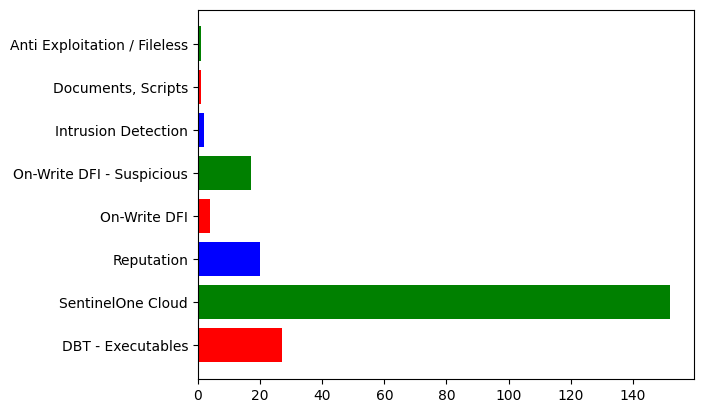 Anti Exploitation / Fileless
Documents, Scripts
Intrusion Detection
On-Write DFI - Suspicious
On-Write DFI
Reputation
SentinelOne Cloud
DBT - Executables
0 20 40 60 80 100 120 140